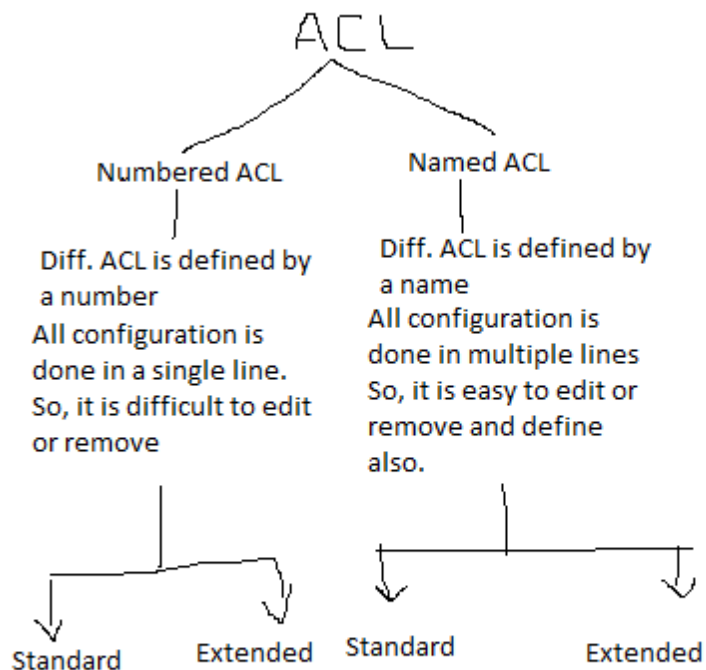 ACL
Numbered ACL
Named ACL
Diff. ACL is defined by
a number
All configuration is
done in a single line.
So, it is difficult to edit
or remove
Diff. ACL is defined by
a name
All configuration is
done in multiple lines
So, it is easy to edit or
remove and define
also.
Standard
Extended
Standard
Extended